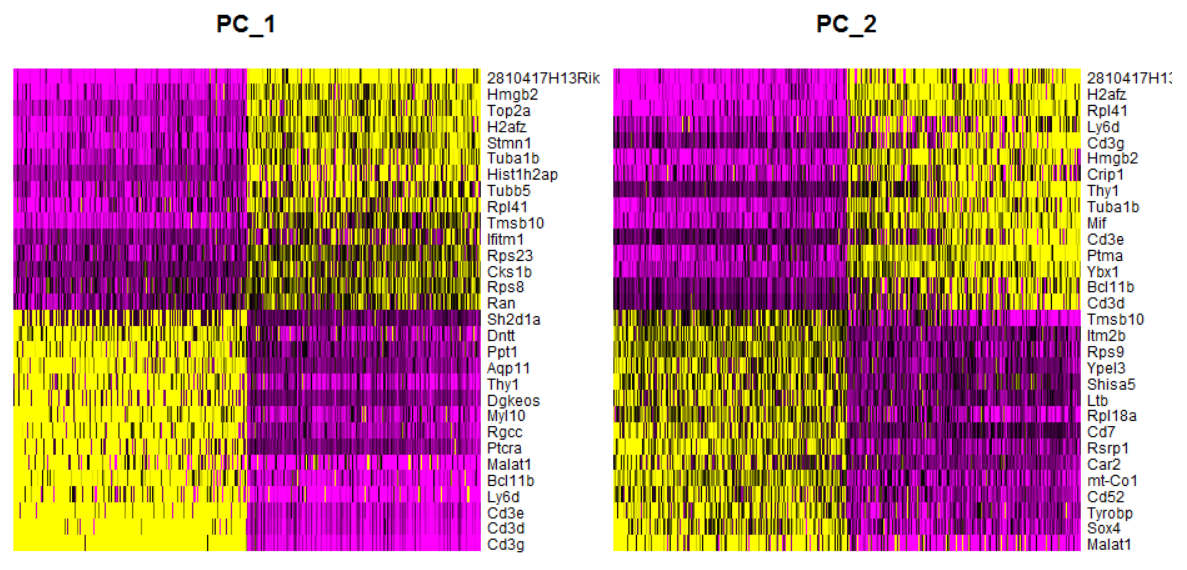 PC_1
2810417H13Rik
Hmgb2
Top2a
H2afz
Stmn1
Tuba1b
Hist1h2ap
Tubb5
Rpl41
Tmsb10
Ifitm1
Rps23
Cks1b
Rps8
Ran
Sh2d1a
Dntt
Ppt1
Aqp11
Thy1
Dgkeos
Myl10
Rgcc
Ptcra
Malat1
Bcl11b
Ly6d
Cd3e
Cd3d
Cd3g
PC_2
2810417H13
H2afz
Rpl41
Ly6d
Cd3g
Hmgb2
Crip1
Thy1
Tuba1b
Mif
Cd3e
Ptma
Ybx1
Bcl11b
Cd3d
Tmsb10
Itm2b
Rps9
Ypel3
Shisa5
Ltb
Rpl18a
Cd7
Rsrp1
Car2
mt-Co1
Cd52
Tyrobp
Sox4
Malat1